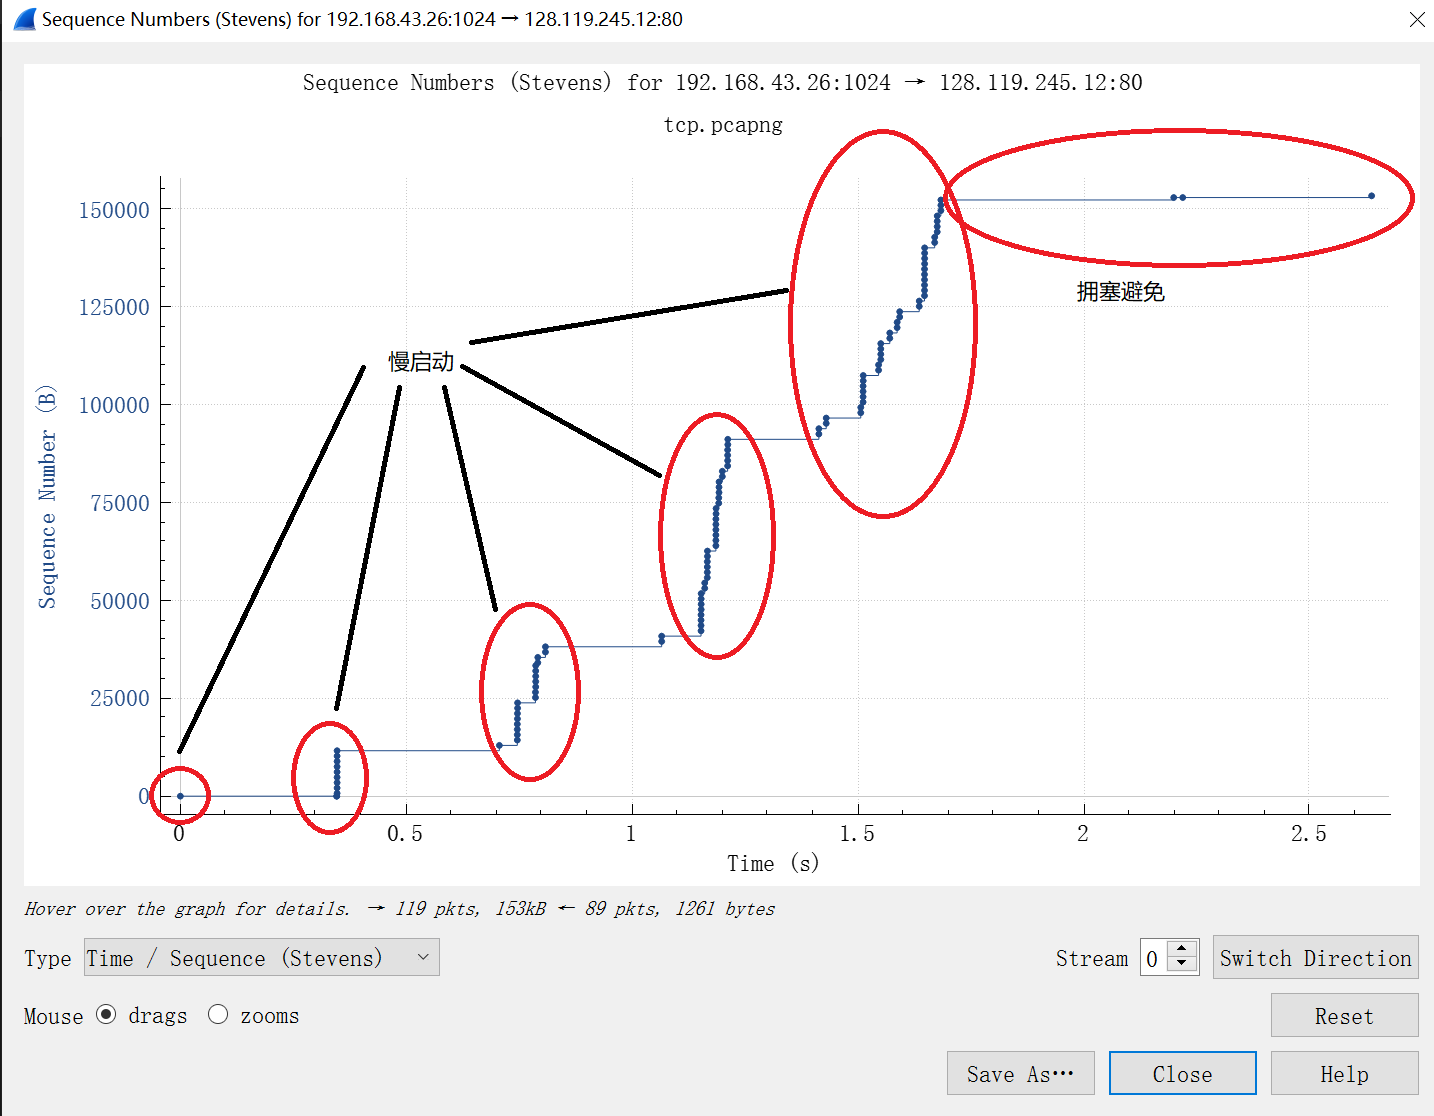 Sequence Numbers (Stevens) for 192.168.43.26:1024 → 128.119.245.12:80
Sequence Numbers (Stevens) for 192.168.43.26:1024 → 128.119.245.12:80
tcp.pcapng
150000
125000
100000
75000
50000
25000
0
Sequence Number (B)
慢启动
拥塞避免
0 0.5 1 1.5 2 2.5
Time (s)
Hover over the graph for details. → 119 pkts, 153kB ← 89 pkts, 1261 bytes
Type Time / Sequence (Stevens) Stream 0 Switch Direction
Mouse drags zooms Reset
Save As… Close Help